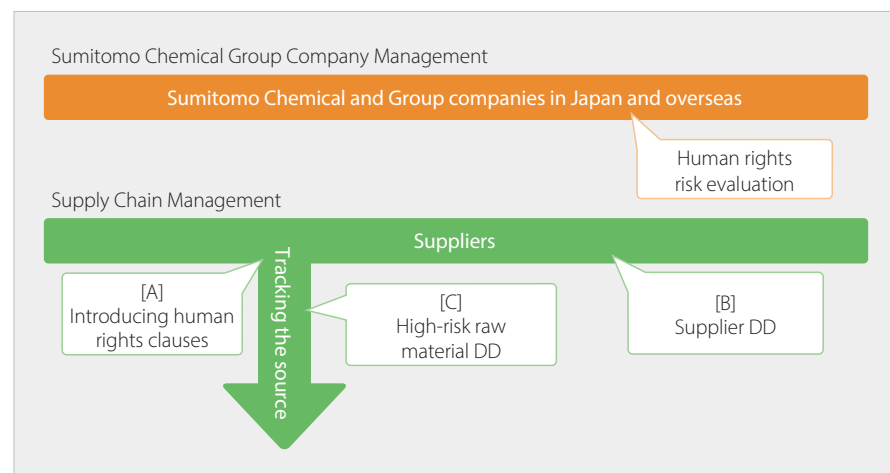 Sumitomo Chemical Group Company Management
Sumitomo Chemical and Group companies in Japan and overseas
Human rights
risk evaluation
Supply Chain Management
Suppliers
Tracking the source
[A]
Introducing human
rights clauses
[C]
High-risk raw
material DD
[B]
Supplier DD